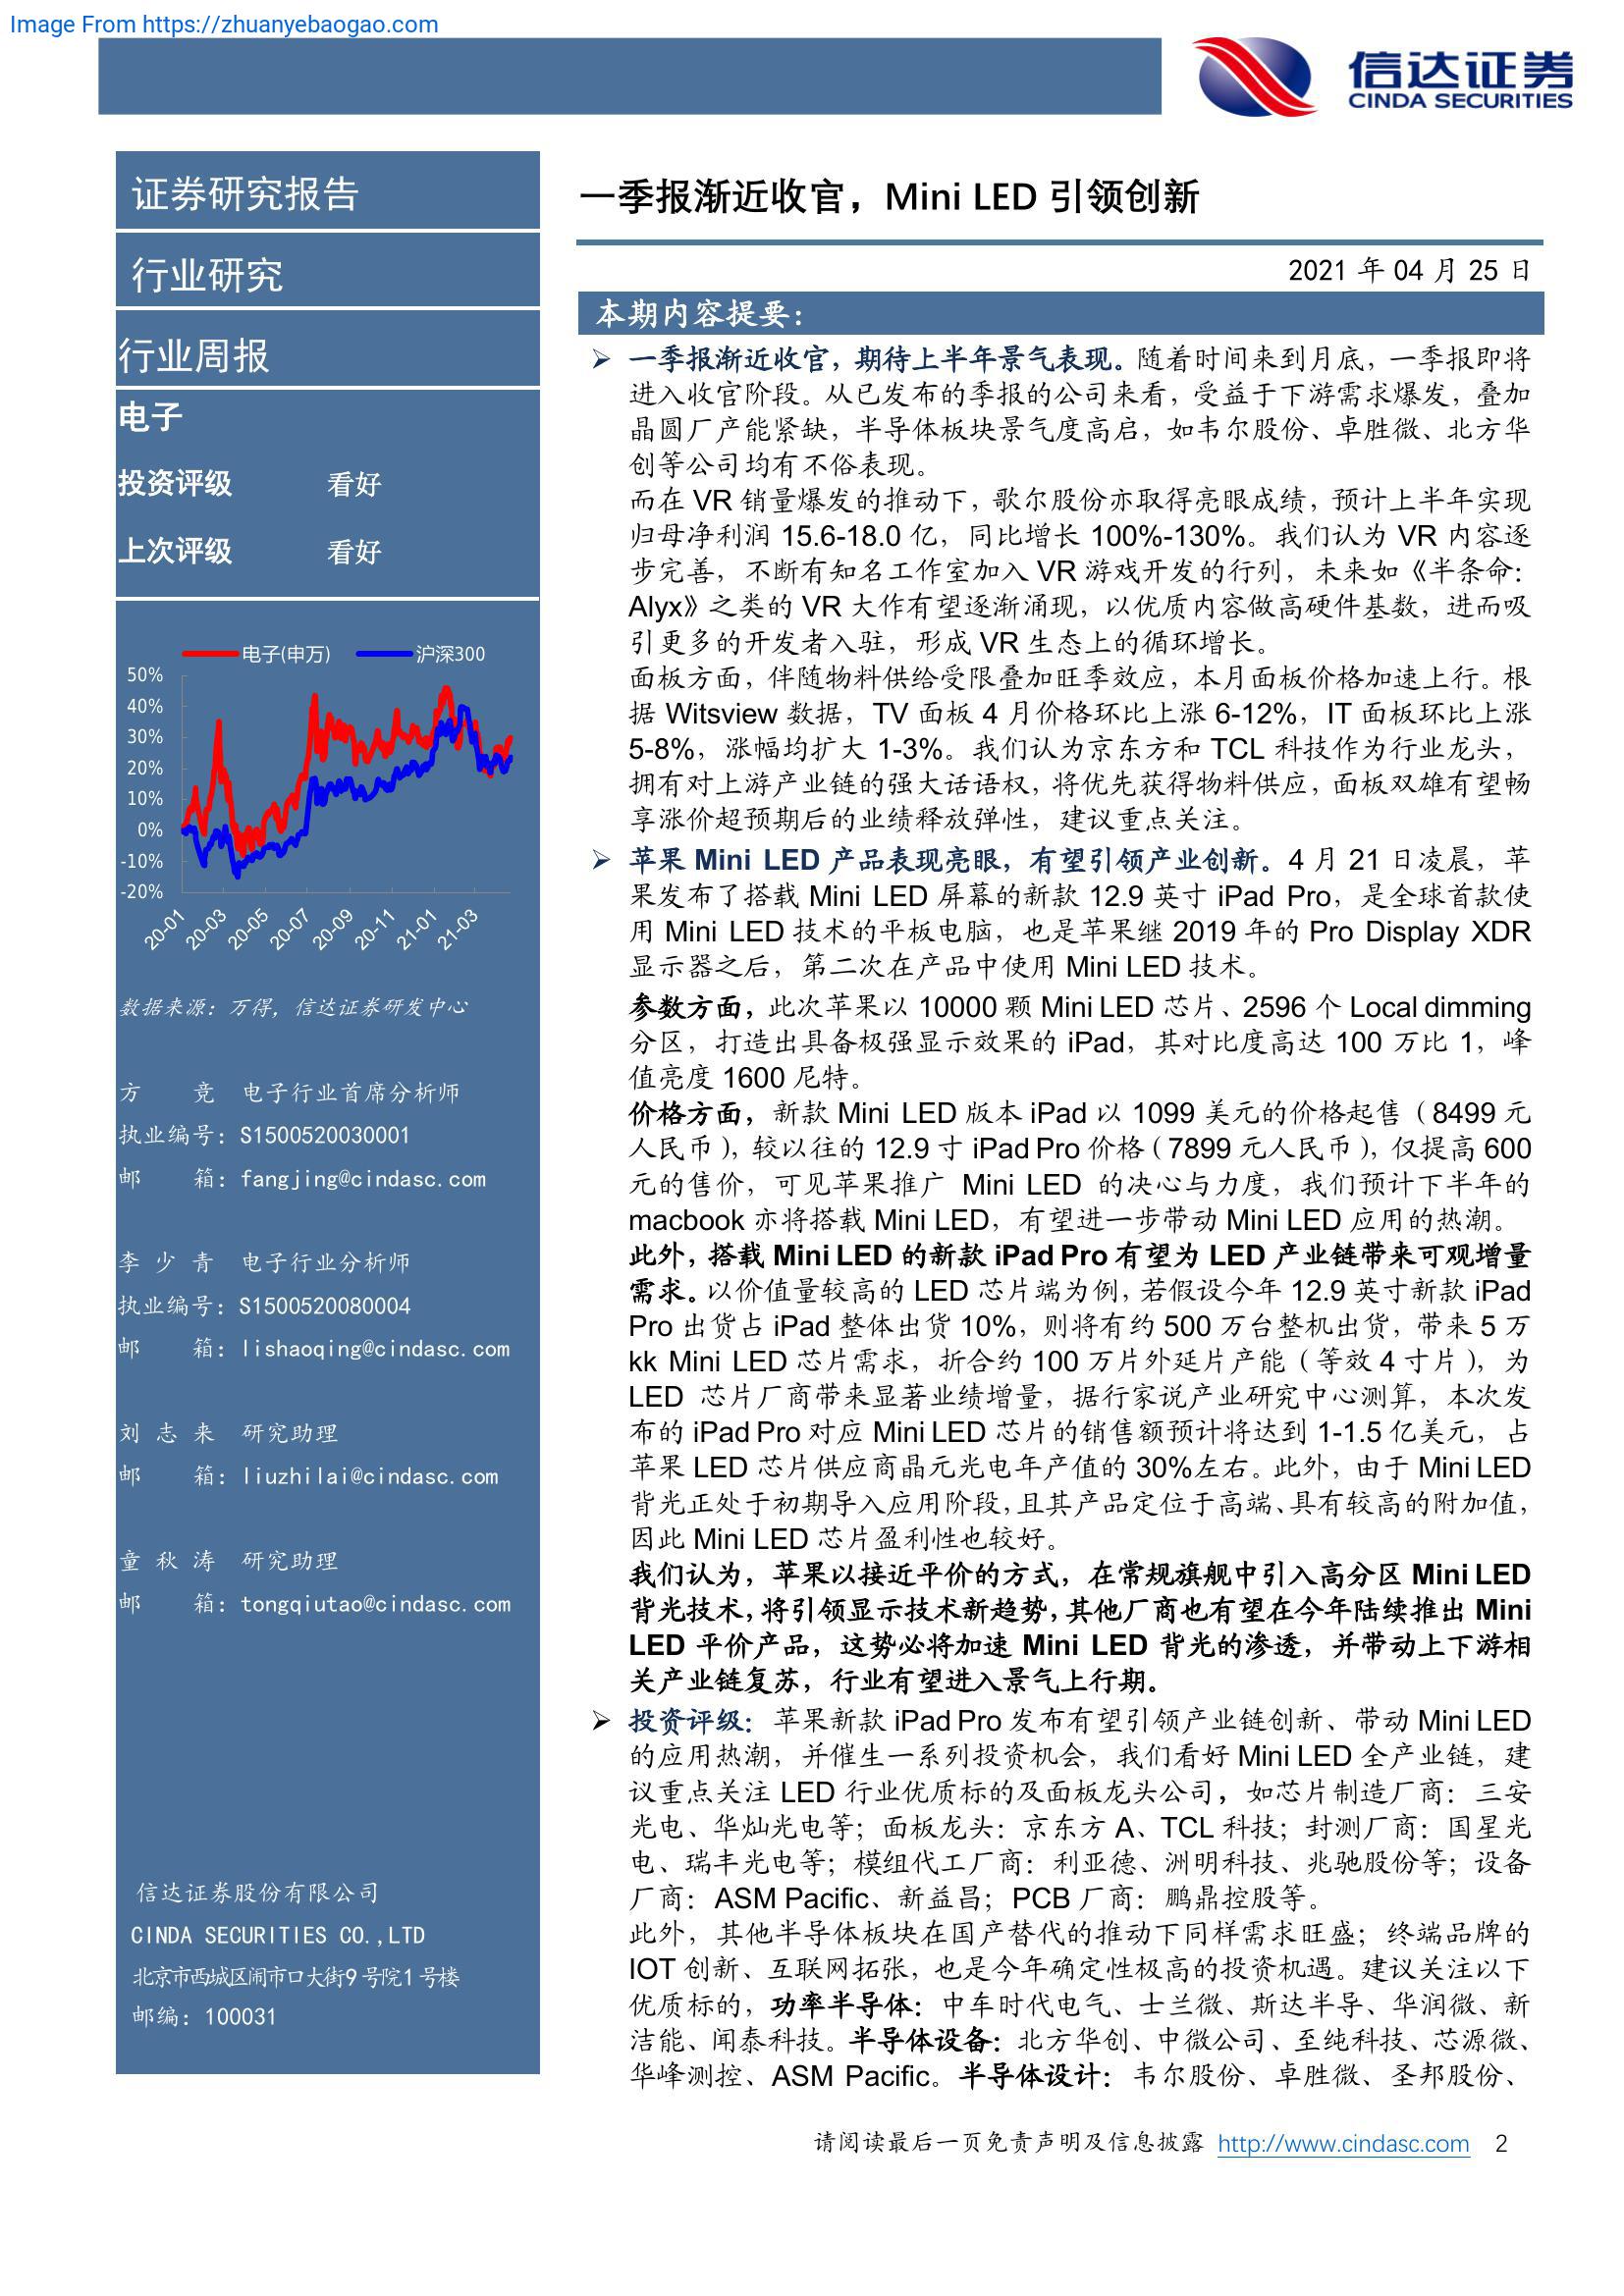 Image From https://zhuanyebaogao.com
信达证券
CINDA SECURITIES
证券研究报告
行业研究
行业周报
电子
投资评级 看好
上次评级 看好
电子(申万) 沪深300
50%
40%
30%
20%
10%
0%
-10%
-20%
20-01 20-03 20-05 20-07 20-09 20-11 21-01 21-03
数据来源：万得，信达证券研发中心
方 竞 电子行业首席分析师
执业编号：S1500520030001
邮 箱：fangjing@cindasc.com
李少青 电子行业分析师
执业编号：S1500520080004
邮 箱：lishaoqing@cindasc.com
刘志来 研究助理
邮 箱：liuzhilai@cindasc.com
童秋涛 研究助理
邮 箱：tongqiutao@cindasc.com
信达证券股份有限公司
CINDA SECURITIES CO.,LTD
北京市西城区闹市口大街9号院1号楼
邮编：100031
一季报渐近收官，Mini LED 引领创新
2021 年 04 月 25 日
本期内容提要：
➢ 一季报渐近收官，期待上半年景气表现。随着时间来到月底，一季报即将
进入收官阶段。从已发布的季报的公司来看，受益于下游需求爆发，叠加
晶圆厂产能紧缺，半导体板块景气度高启，如韦尔股份、卓胜微、北方华
创等公司均有不俗表现。
而在 VR 销量爆发的推动下，歌尔股份亦取得亮眼成绩，预计上半年实现
归母净利润 15.6-18.0 亿，同比增长 100%-130%。我们认为 VR 内容逐
步完善，不断有知名工作室加入 VR 游戏开发的行列，未来如《半条命：
Alyx》之类的 VR 大作有望逐渐涌现，以优质内容做高硬件基数，进而吸
引更多的开发者入驻，形成 VR 生态上的循环增长。
面板方面，伴随物料供给受限叠加旺季效应，本月面板价格加速上行。根
据 Witsview 数据，TV 面板 4 月价格环比上涨 6-12%，IT 面板环比上涨
5-8%，涨幅均扩大 1-3%。我们认为京东方和 TCL 科技作为行业龙头，
拥有对上游产业链的强大话语权，将优先获得物料供应，面板双雄有望畅
享涨价超预期后的业绩释放弹性，建议重点关注。
➢ 苹果 Mini LED 产品表现亮眼，有望引领产业创新。4 月 21 日凌晨，苹
果发布了搭载 Mini LED 屏幕的新款 12.9 英寸 iPad Pro，是全球首款使
用 Mini LED 技术的平板电脑，也是苹果继 2019 年的 Pro Display XDR
显示器之后，第二次在产品中使用 Mini LED 技术。
参数方面，此次苹果以 10000 颗 Mini LED 芯片、2596 个 Local dimming
分区，打造出具备极强显示效果的 iPad，其对比度高达 100 万比 1，峰
值亮度 1600 尼特。
价格方面，新款 Mini LED 版本 iPad 以 1099 美元的价格起售（8499 元
人民币），较以往的 12.9 寸 iPad Pro 价格（7899 元人民币），仅提高 600
元的售价，可见苹果推广 Mini LED 的决心与力度，我们预计下半年的
macbook 亦将搭载 Mini LED，有望进一步带动 Mini LED 应用的热潮。
此外，搭载 Mini LED 的新款 iPad Pro 有望为 LED 产业链带来可观增量
需求。以价值量较高的 LED 芯片端为例，若假设今年 12.9 英寸新款 iPad
Pro 出货占 iPad 整体出货 10%，则将有约 500 万台整机出货，带来 5 万
kk Mini LED 芯片需求，折合约 100 万片外延片产能（等效 4 寸片），为
LED 芯片厂商带来显著业绩增量，据行家说产业研究中心测算，本次发
布的 iPad Pro 对应 Mini LED 芯片的销售额预计将达到 1-1.5 亿美元，占
苹果 LED 芯片供应商晶元光电年产值的 30%左右。此外，由于 Mini LED
背光正处于初期导入应用阶段，且其产品定位于高端、具有较高的附加值，
因此 Mini LED 芯片盈利性也较好。
我们认为，苹果以接近平价的方式，在常规旗舰中引入高分区 Mini LED
背光技术，将引领显示技术新趋势，其他厂商也有望在今年陆续推出 Mini
LED 平价产品，这势必将加速 Mini LED 背光的渗透，并带动上下游相
关产业链复苏，行业有望进入景气上行期。
➢ 投资评级：苹果新款 iPad Pro 发布有望引领产业链创新、带动 Mini LED
的应用热潮，并催生一系列投资机会，我们看好 Mini LED 全产业链，建
议重点关注 LED 行业优质标的及面板龙头公司，如芯片制造厂商：三安
光电、华灿光电等；面板龙头：京东方 A、TCL 科技；封测厂商：国星光
电、瑞丰光电等；模组代工厂商：利亚德、洲明科技、兆驰股份等；设备
厂商：ASM Pacific、新益昌；PCB 厂商：鹏鼎控股等。
此外，其他半导体板块在国产替代的推动下同样需求旺盛；终端品牌的
IOT 创新、互联网拓张，也是今年确定性极高的投资机遇。建议关注以下
优质标的，功率半导体：中车时代电气、士兰微、斯达半导、华润微、新
洁能、闻泰科技。半导体设备：北方华创、中微公司、至纯科技、芯源微、
华峰测控、ASM Pacific。半导体设计：韦尔股份、卓胜微、圣邦股份、
请阅读最后一页免责声明及信息披露 http://www.cindasc.com 2